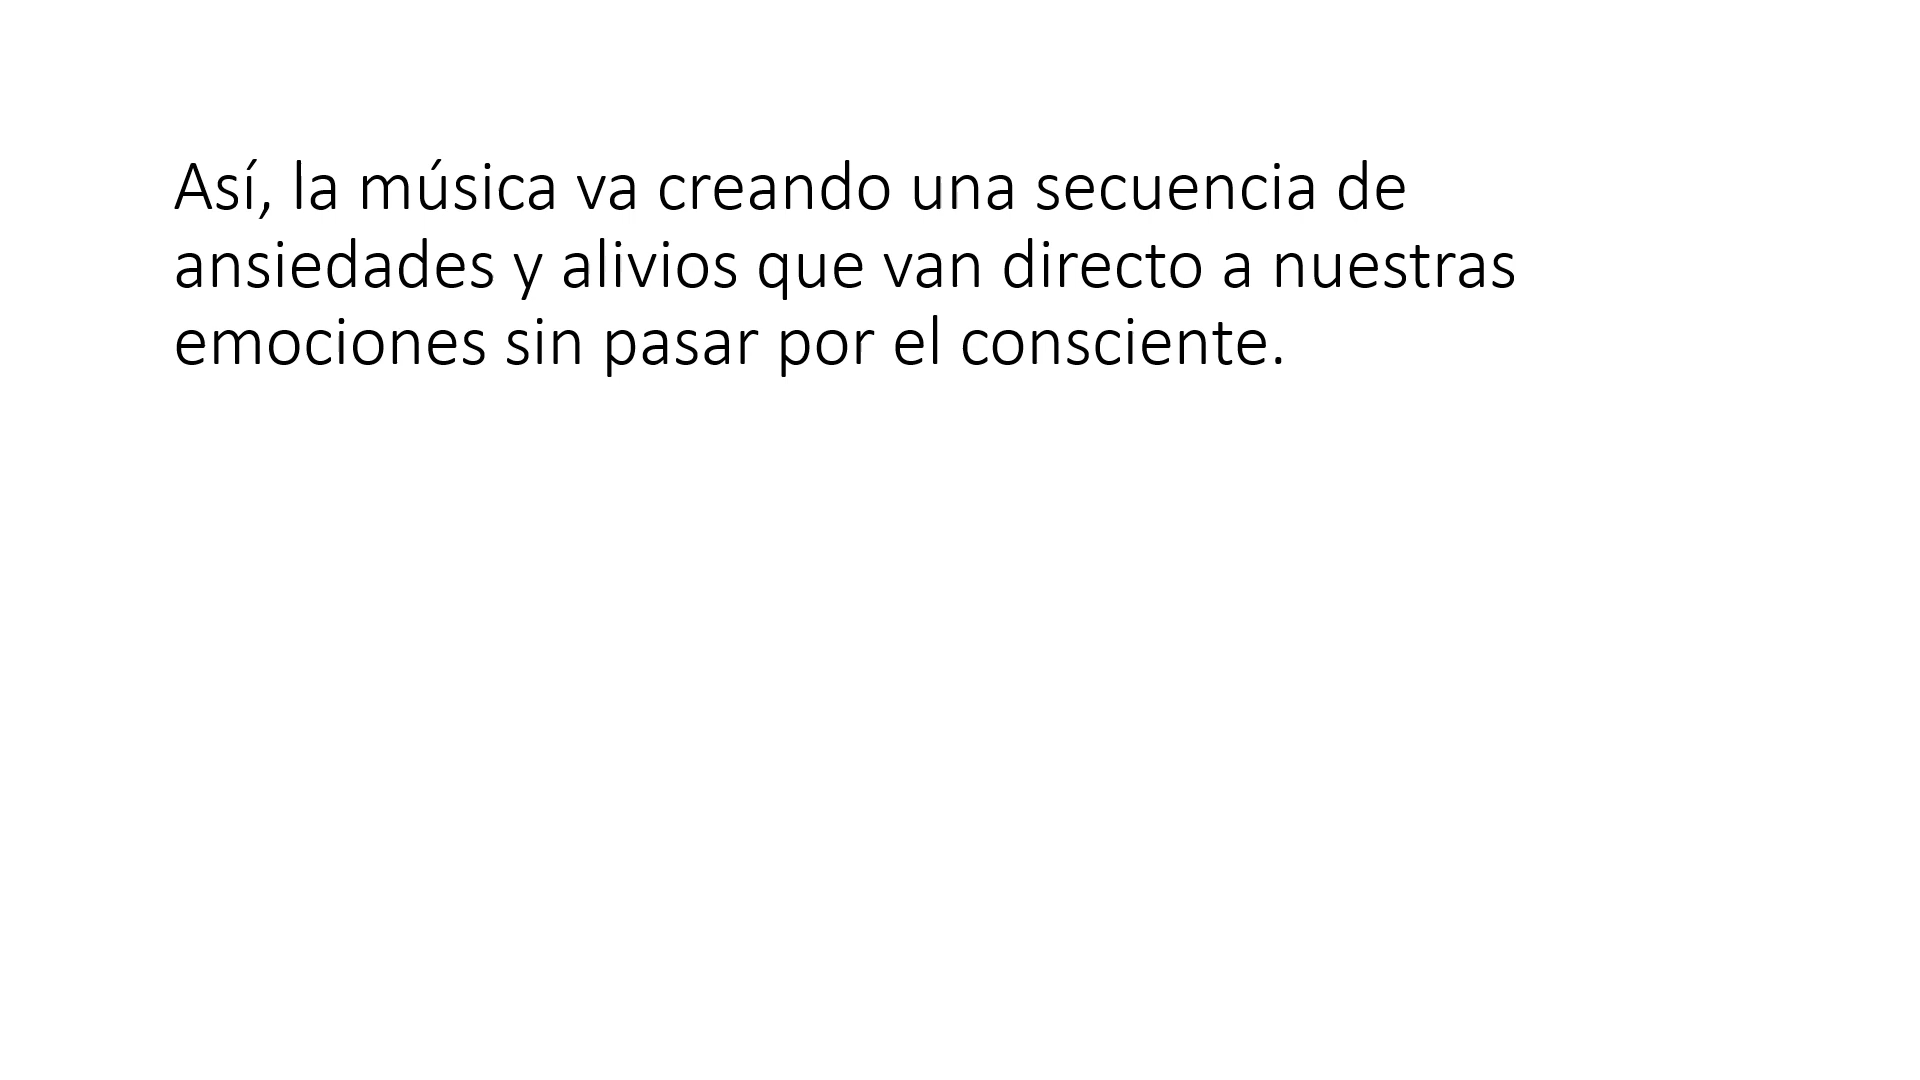 Así, la música va creando una secuencia de
ansiedades y alivios que van directo a nuestras
emociones sin pasar por el consciente.